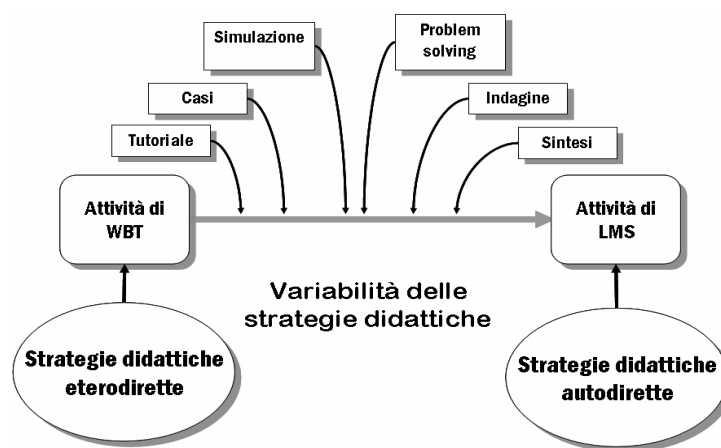 Simulazione
Problem
solving
Casi
Indagine
Tutoriale
Sintesi
Attività di
WBT
Attività di
LMS
Variabilità delle
strategie didattiche
Strategie didattiche
eterodirette
Strategie didattiche
autodirette